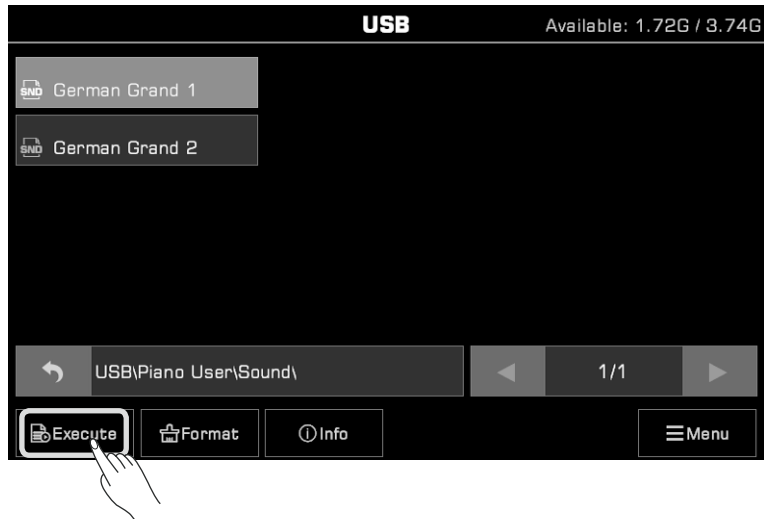 USB
Available: 1.72G / 3.74G
SND German Grand 1
SND German Grand 2
USB\Piano User\Sound\
1/1
Execute
Format
Info
Menu